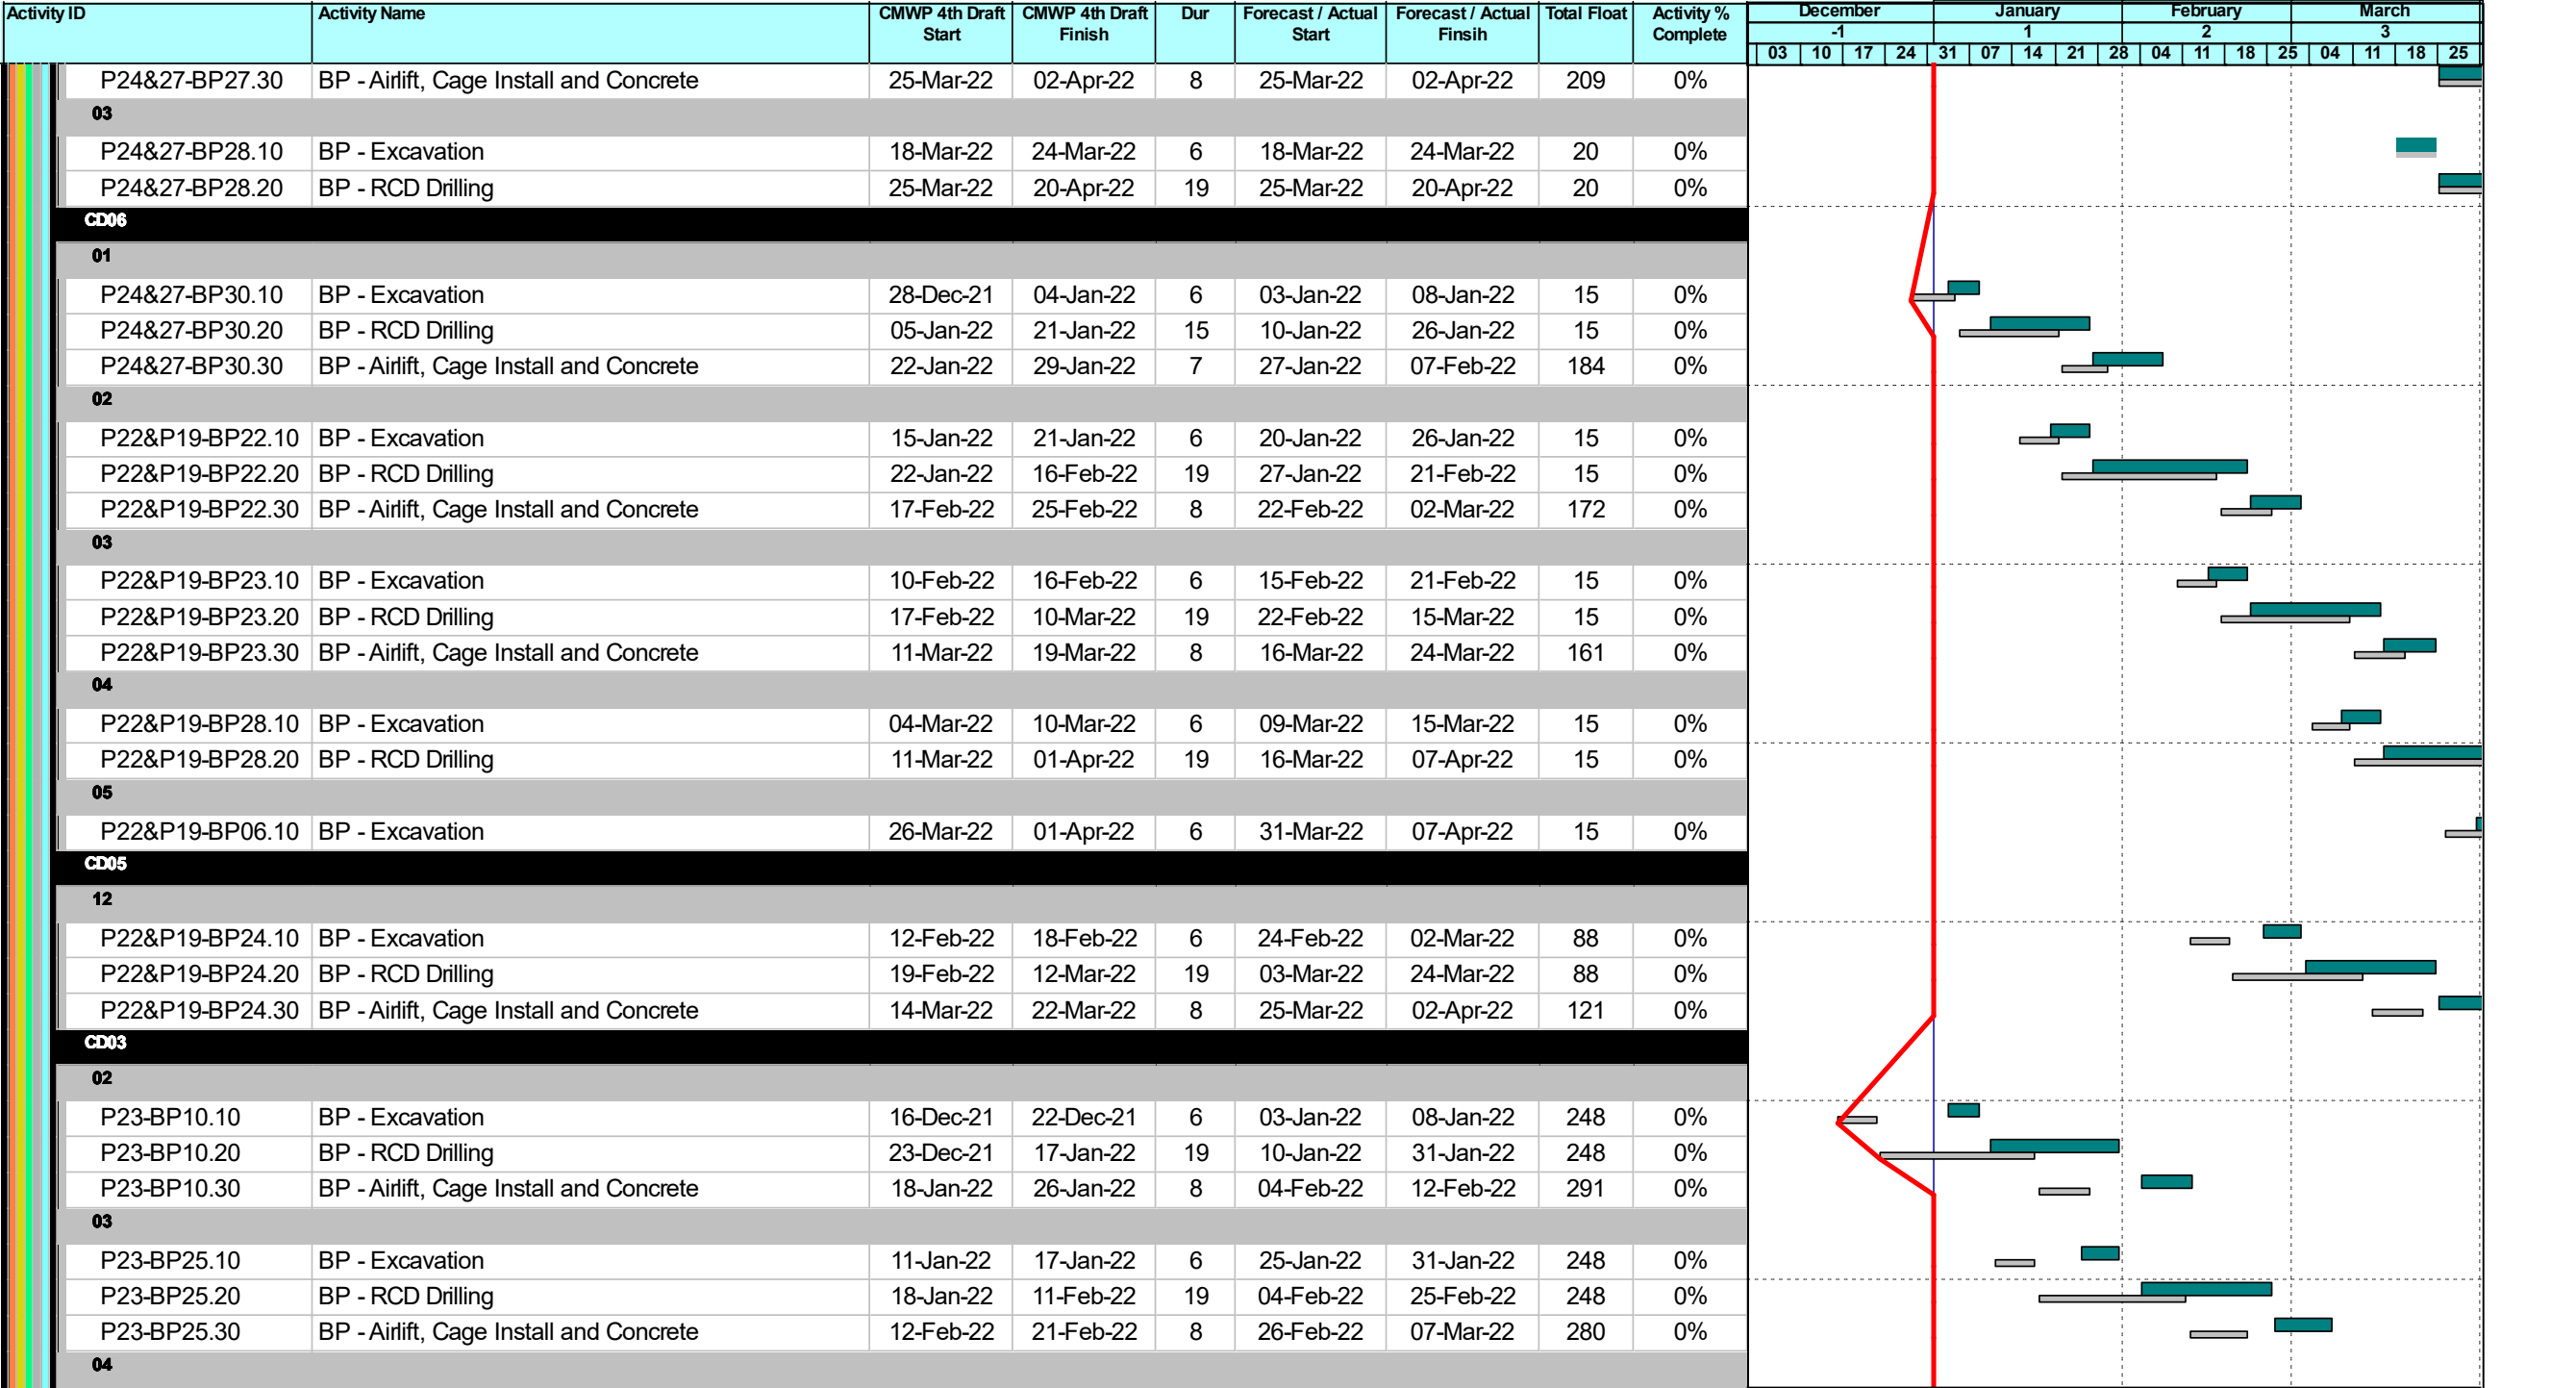 Activity ID Activity Name CMWP 4th Draft Start CMWP 4th Draft Finish Dur Forecast / Actual Start Forecast / Actual Finsih Total Float Activity % Complete December January February March
-1 1 2 3
03 10 17 24 31 07 14 21 28 04 11 18 25 04 11 18 25
P24&27-BP27.30 BP - Airlift, Cage Install and Concrete 25-Mar-22 02-Apr-22 8 25-Mar-22 02-Apr-22 209 0%
03
P24&27-BP28.10 BP - Excavation 18-Mar-22 24-Mar-22 6 18-Mar-22 24-Mar-22 20 0%
P24&27-BP28.20 BP - RCD Drilling 25-Mar-22 20-Apr-22 19 25-Mar-22 20-Apr-22 20 0%
CD06
01
P24&27-BP30.10 BP - Excavation 28-Dec-21 04-Jan-22 6 03-Jan-22 08-Jan-22 15 0%
P24&27-BP30.20 BP - RCD Drilling 05-Jan-22 21-Jan-22 15 10-Jan-22 26-Jan-22 15 0%
P24&27-BP30.30 BP - Airlift, Cage Install and Concrete 22-Jan-22 29-Jan-22 7 27-Jan-22 07-Feb-22 184 0%
02
P22&P19-BP22.10 BP - Excavation 15-Jan-22 21-Jan-22 6 20-Jan-22 26-Jan-22 15 0%
P22&P19-BP22.20 BP - RCD Drilling 22-Jan-22 16-Feb-22 19 27-Jan-22 21-Feb-22 15 0%
P22&P19-BP22.30 BP - Airlift, Cage Install and Concrete 17-Feb-22 25-Feb-22 8 22-Feb-22 02-Mar-22 172 0%
03
P22&P19-BP23.10 BP - Excavation 10-Feb-22 16-Feb-22 6 15-Feb-22 21-Feb-22 15 0%
P22&P19-BP23.20 BP - RCD Drilling 17-Feb-22 10-Mar-22 19 22-Feb-22 15-Mar-22 15 0%
P22&P19-BP23.30 BP - Airlift, Cage Install and Concrete 11-Mar-22 19-Mar-22 8 16-Mar-22 24-Mar-22 161 0%
04
P22&P19-BP28.10 BP - Excavation 04-Mar-22 10-Mar-22 6 09-Mar-22 15-Mar-22 15 0%
P22&P19-BP28.20 BP - RCD Drilling 11-Mar-22 01-Apr-22 19 16-Mar-22 07-Apr-22 15 0%
05
P22&P19-BP06.10 BP - Excavation 26-Mar-22 01-Apr-22 6 31-Mar-22 07-Apr-22 15 0%
CD05
12
P22&P19-BP24.10 BP - Excavation 12-Feb-22 18-Feb-22 6 24-Feb-22 02-Mar-22 88 0%
P22&P19-BP24.20 BP - RCD Drilling 19-Feb-22 12-Mar-22 19 03-Mar-22 24-Mar-22 88 0%
P22&P19-BP24.30 BP - Airlift, Cage Install and Concrete 14-Mar-22 22-Mar-22 8 25-Mar-22 02-Apr-22 121 0%
CD03
02
P23-BP10.10 BP - Excavation 16-Dec-21 22-Dec-21 6 03-Jan-22 08-Jan-22 248 0%
P23-BP10.20 BP - RCD Drilling 23-Dec-21 17-Jan-22 19 10-Jan-22 31-Jan-22 248 0%
P23-BP10.30 BP - Airlift, Cage Install and Concrete 18-Jan-22 26-Jan-22 8 04-Feb-22 12-Feb-22 291 0%
03
P23-BP25.10 BP - Excavation 11-Jan-22 17-Jan-22 6 25-Jan-22 31-Jan-22 248 0%
P23-BP25.20 BP - RCD Drilling 18-Jan-22 11-Feb-22 19 04-Feb-22 25-Feb-22 248 0%
P23-BP25.30 BP - Airlift, Cage Install and Concrete 12-Feb-22 21-Feb-22 8 26-Feb-22 07-Mar-22 280 0%
04